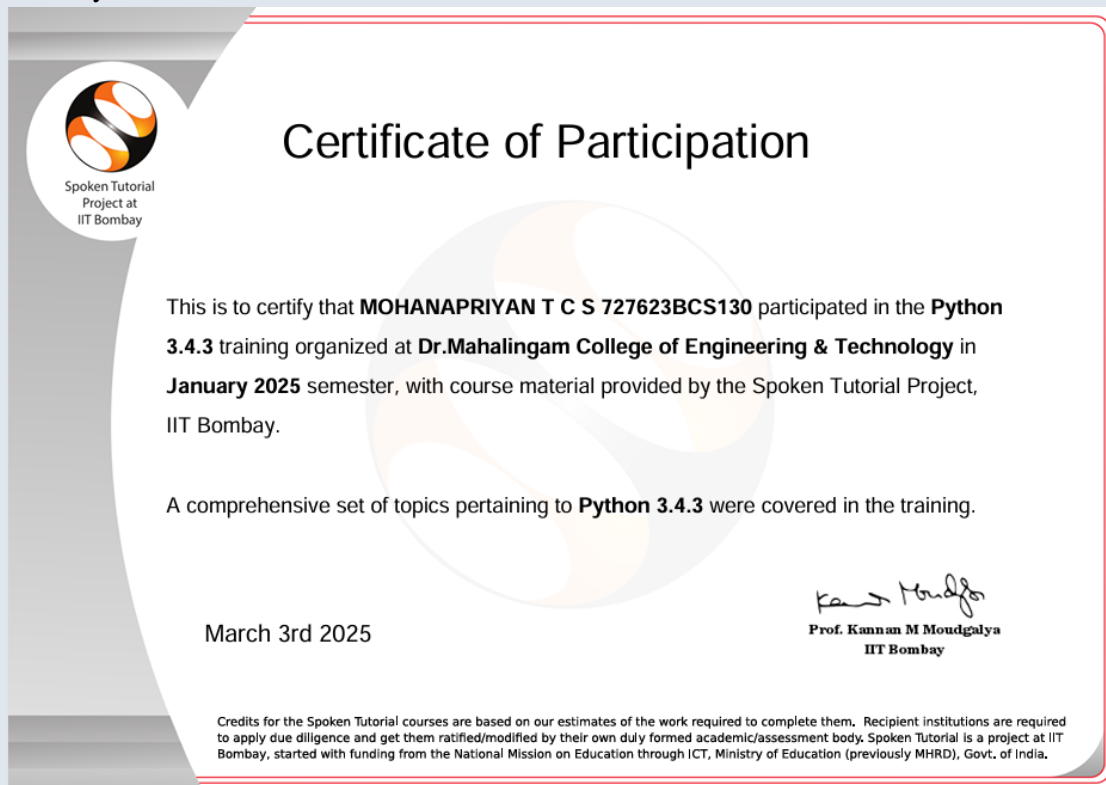 Spoken Tutorial
Project at
IIT Bombay
Certificate of Participation
This is to certify that MOHANAPRIYAN T C S 727623BCS130 participated in the Python
3.4.3 training organized at Dr.Mahalingam College of Engineering & Technology in
January 2025 semester, with course material provided by the Spoken Tutorial Project,
IIT Bombay.
A comprehensive set of topics pertaining to Python 3.4.3 were covered in the training.
March 3rd 2025
Prof. Kannan M Moudgalya
IIT Bombay
Credits for the Spoken Tutorial courses are based on our estimates of the work required to complete them. Recipient institutions are required
to apply due diligence and get them ratified/modified by their own duly formed academic/assessment body. Spoken Tutorial is a project at IIT
Bombay, started with funding from the National Mission on Education through ICT, Ministry of Education (previously MHRD), Govt. of India.